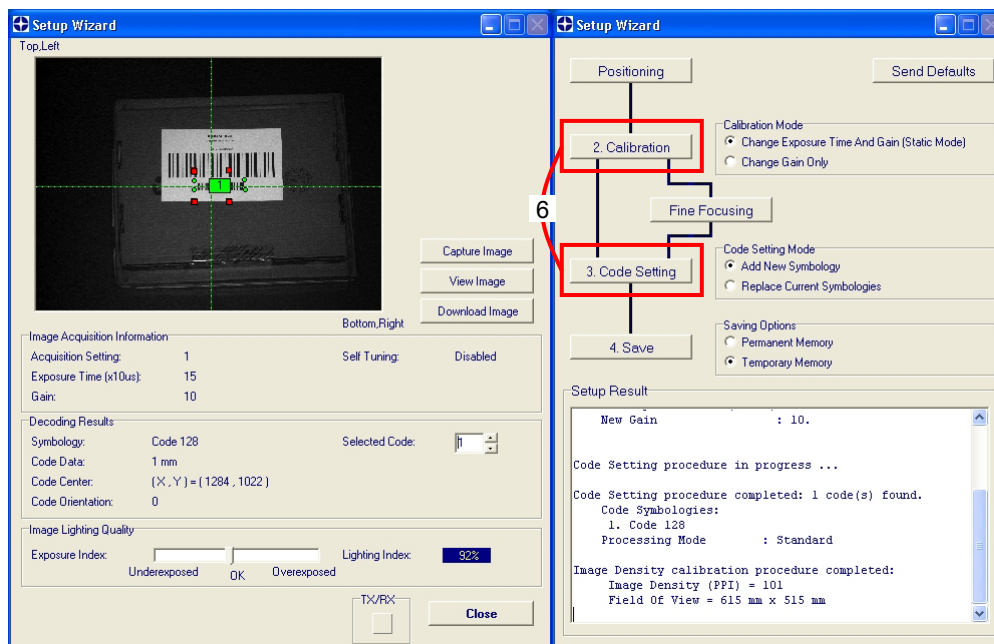 Setup Wizard
Top,Left
1
Capture Image
View Image
Download Image
Bottom,Right
Image Acquisition Information
Acquisition Setting: 1 Self Tuning: Disabled
Exposure Time (x10us): 15
Gain: 10
Decoding Results
Symbology: Code 128 Selected Code: 1
Code Data: 1 mm
Code Center: ( X , Y ) = ( 1284 , 1022 )
Code Orientation: 0
Image Lighting Quality
Exposure Index: Lighting Index: 92%
Underexposed OK Overexposed
TX/RX
Close
Setup Wizard
Positioning Send Defaults
2. Calibration
Calibration Mode
Change Exposure Time And Gain (Static Mode)
Change Gain Only
6
Fine Focusing
3. Code Setting
Code Setting Mode
Add New Symbology
Replace Current Symbologies
4. Save
Saving Options
Permanent Memory
Temporary Memory
Setup Result
New Gain : 10.
Code Setting procedure in progress ...
Code Setting procedure completed: 1 code(s) found.
Code Symbologies:
1. Code 128
Processing Mode : Standard
Image Density calibration procedure completed:
Image Density (PPI) = 101
Field Of View = 615 mm x 515 mm